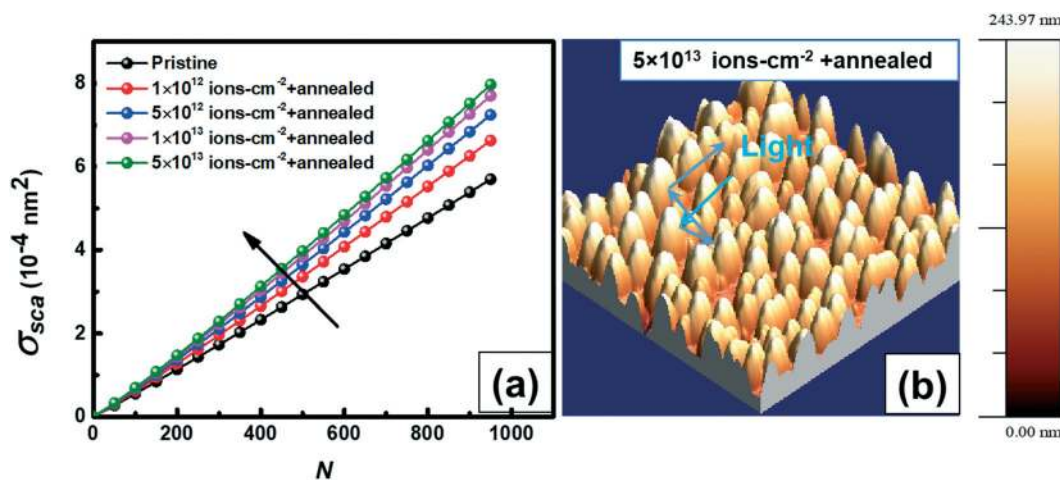 Pristine
1×10¹² ions-cm⁻²+annealed
5×10¹² ions-cm⁻²+annealed
1×10¹³ ions-cm⁻²+annealed
5×10¹³ ions-cm⁻²+annealed
σsca (10⁻⁴ nm²)
8
6
4
2
0
0 200 400 600 800 1000
N
(a)
5×10¹³ ions-cm⁻² +annealed
Light
(b)
243.97 nm
0.00 nm